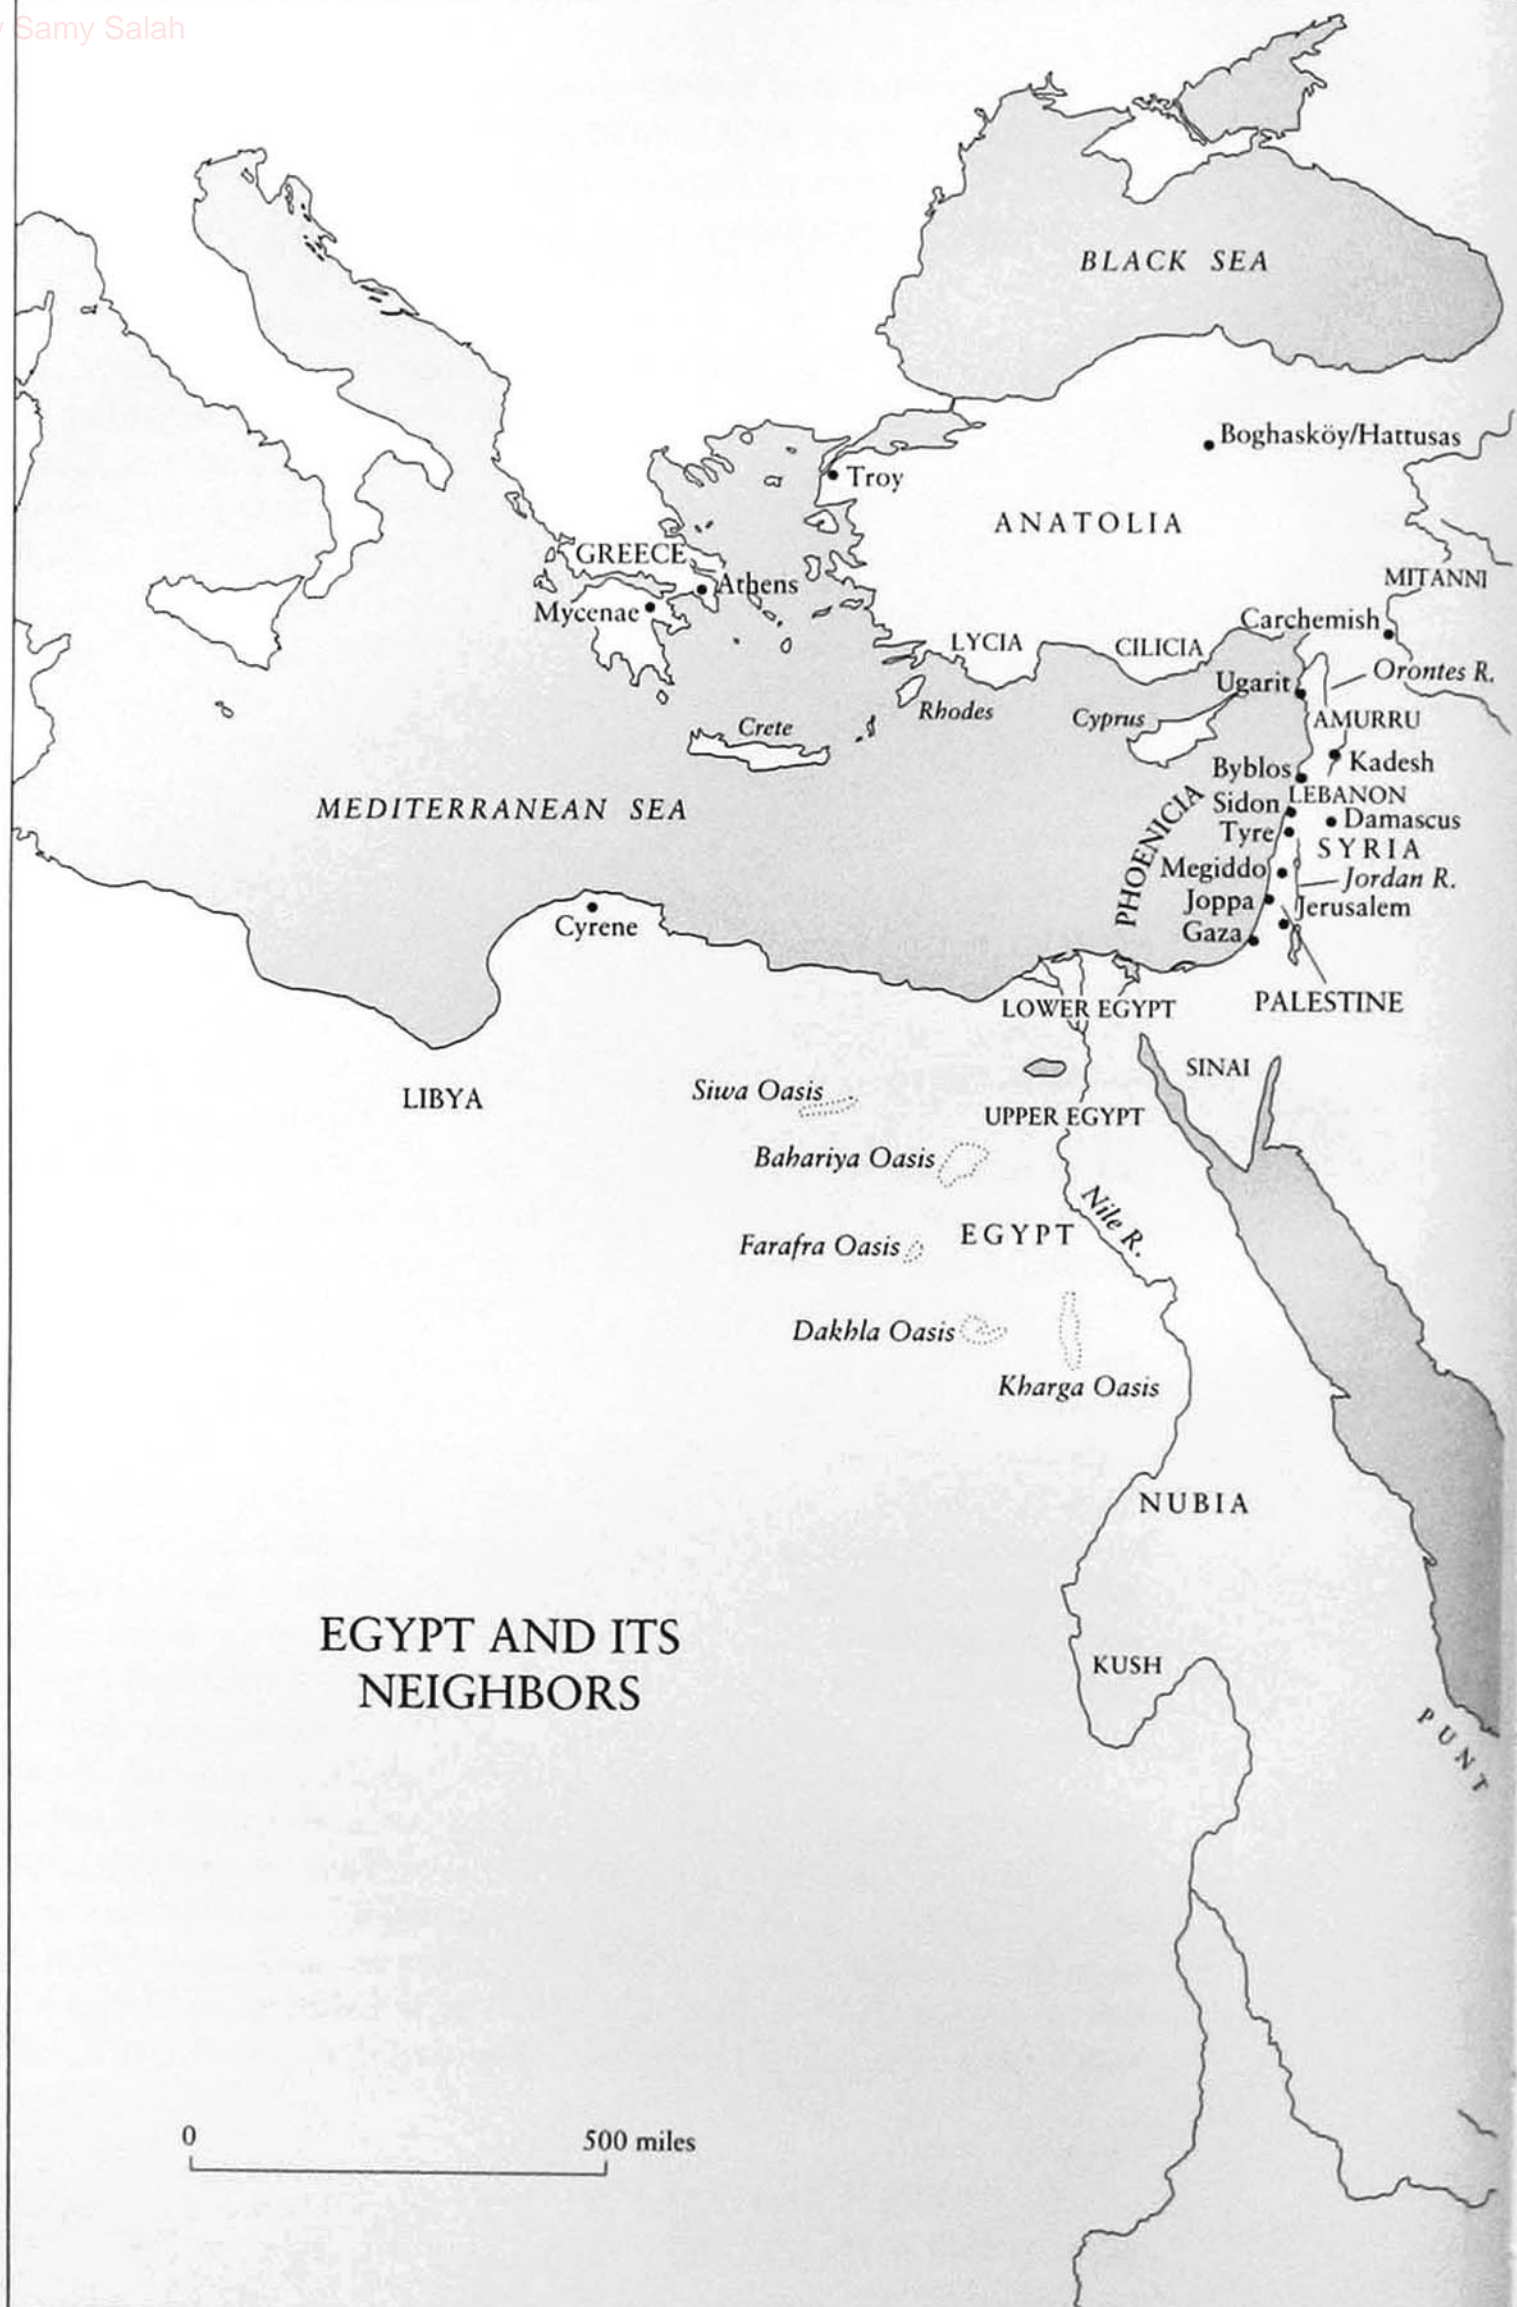 Samy Salah
BLACK SEA
Boghasköy/Hattusas
Troy
ANATOLIA
GREECE
MITANNI
Athens
Mycenae
Carchemish
LYCIA
CILICIA
Orontes R.
Ugarit
Rhodes
Cyprus
AMURRU
Crete
Byblos
Kadesh
MEDITERRANEAN SEA
PHOENICIA
Sidon
LEBANON
Damascus
Tyre
SYRIA
Megiddo
Jordan R.
Joppa
Jerusalem
Cyrene
Gaza
LOWER EGYPT
PALESTINE
SINAI
LIBYA
Siwa Oasis
UPPER EGYPT
Bahariya Oasis
Nile R.
Farafra Oasis
EGYPT
Dakhla Oasis
Kharga Oasis
NUBIA
EGYPT AND ITS
NEIGHBORS
KUSH
PUNT
0
500 miles